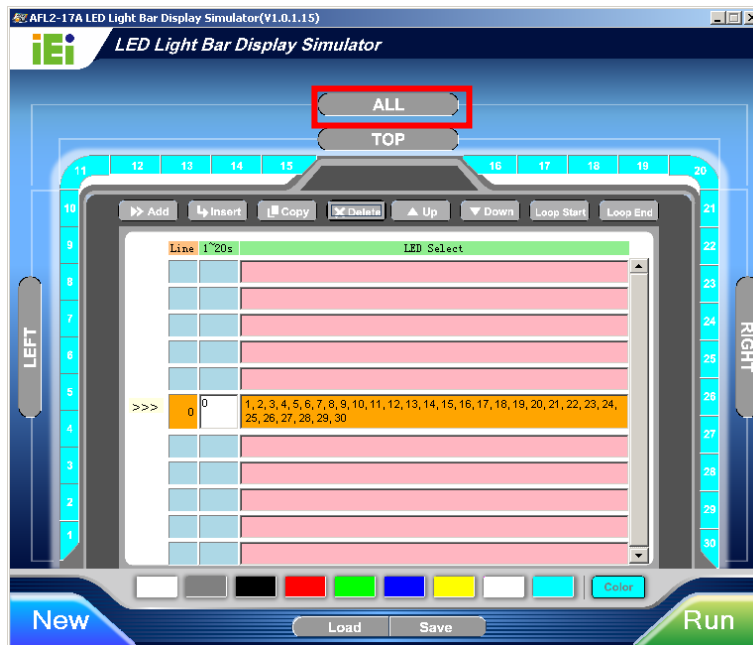 AFL2-17A LED Light Bar Display Simulator(V1.0.1.15)
iEi
LED Light Bar Display Simulator
ALL
TOP
11 12 13 14 15 16 17 18 19 20
Add Insert Copy Delete Up Down Loop Start Loop End
Line 1~20s LED Select
10
9
8
7
6
5
4
3
2
1
LEFT
>>> 0 0 1, 2, 3, 4, 5, 6, 7, 8, 9, 10, 11, 12, 13, 14, 15, 16, 17, 18, 19, 20, 21, 22, 23, 24,
25, 26, 27, 28, 29, 30
21
22
23
24
25
26
27
28
29
30
RIGHT
Color
New
Load Save
Run